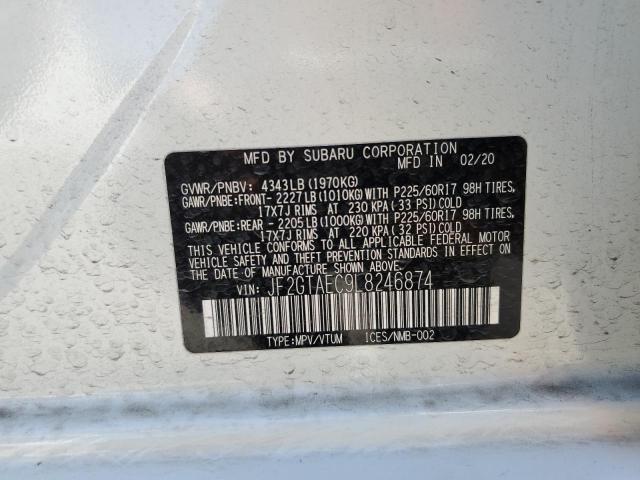 MFD. BY SUBARU CORPORATION
MFD IN 02/20
GVWR/PNBV: 4343LB(1970KG)
GAWR/PNBE:FRONT- 2227LB(1010KG)WITH P225/60R17 98H TIRES,
17X7J RIMS AT 230 KPA(33 PSI)COLD
GAWR/PNBE:REAR - 2205LB(1000KG)WITH P225/60R17 98H TIRES,
17X7J RIMS AT 220 KPA(32 PSI)COLD
THIS VEHICLE CONFORMS TO ALL APPLICABLE FEDERAL MOTOR
VEHICLE SAFETY AND THEFT PREVENTION STANDARDS IN EFFECT ON
THE DATE OF MANUFACTURE SHOWN ABOVE.
VIN: JF2GTAEC9L8246874
TYPE:MPV/VTUM ICES/NMB-002